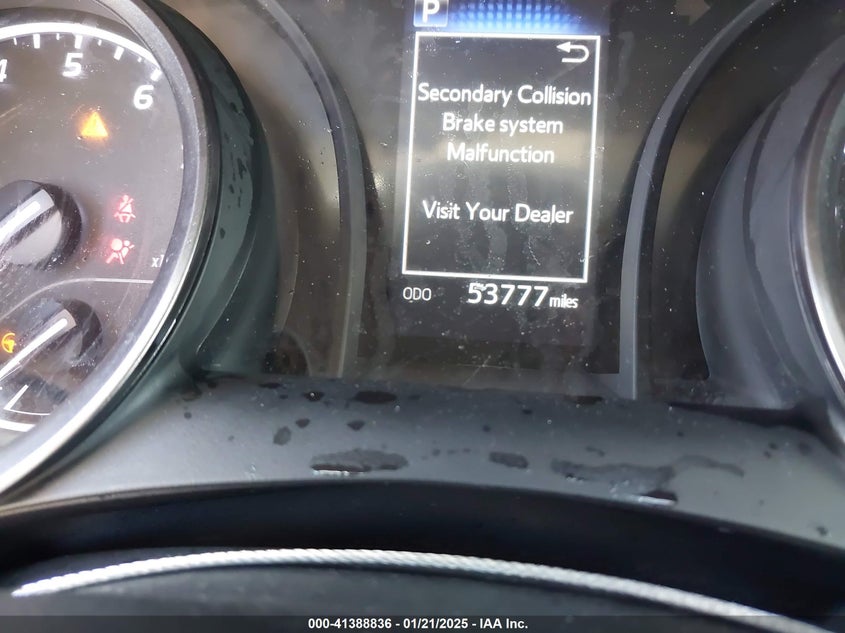 P
4 5 6
Secondary Collision
Brake system
Malfunction
Visit Your Dealer
x1
ODO 53777 miles
000-41388836 / 01/21/2025 - IAA Inc.